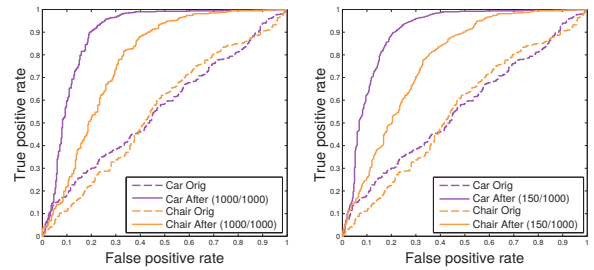 True positive rate
1
0.9
0.8
0.7
0.6
0.5
0.4
0.3
0.2
0.1
0
0 0.1 0.2 0.3 0.4 0.5 0.6 0.7 0.8 0.9 1
False positive rate
Car Orig
Car After (1000/1000)
Chair Orig
Chair After (1000/1000)
True positive rate
1
0.9
0.8
0.7
0.6
0.5
0.4
0.3
0.2
0.1
0
0 0.1 0.2 0.3 0.4 0.5 0.6 0.7 0.8 0.9 1
False positive rate
Car Orig
Car After (150/1000)
Chair Orig
Chair After (150/1000)